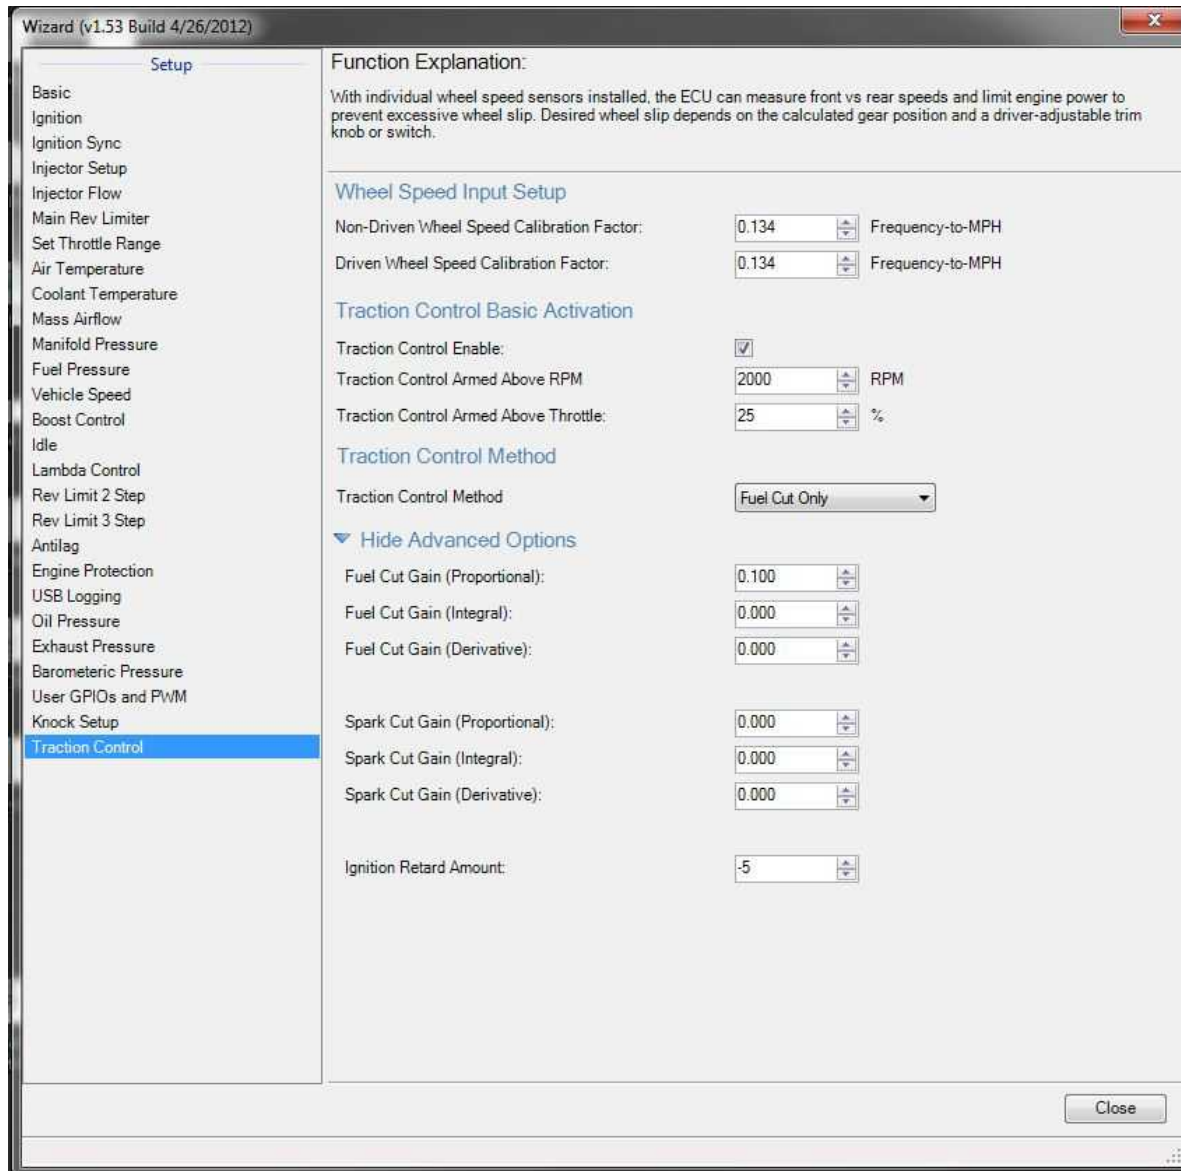 Wizard (v1.53 Build 4/26/2012)
Setup
Basic
Ignition
Ignition Sync
Injector Setup
Injector Flow
Main Rev Limiter
Set Throttle Range
Air Temperature
Coolant Temperature
Mass Airflow
Manifold Pressure
Fuel Pressure
Vehicle Speed
Boost Control
Idle
Lambda Control
Rev Limit 2 Step
Rev Limit 3 Step
Antilag
Engine Protection
USB Logging
Oil Pressure
Exhaust Pressure
Barometeric Pressure
User GPIOs and PWM
Knock Setup
Traction Control
Function Explanation:
With individual wheel speed sensors installed, the ECU can measure front vs rear speeds and limit engine power to
prevent excessive wheel slip. Desired wheel slip depends on the calculated gear position and a driver-adjustable trim
knob or switch.
Wheel Speed Input Setup
Non-Driven Wheel Speed Calibration Factor: 0.134 Frequency-to-MPH
Driven Wheel Speed Calibration Factor: 0.134 Frequency-to-MPH
Traction Control Basic Activation
Traction Control Enable:
Traction Control Armed Above RPM 2000 RPM
Traction Control Armed Above Throttle: 25 %
Traction Control Method
Traction Control Method Fuel Cut Only
Hide Advanced Options
Fuel Cut Gain (Proportional): 0.100
Fuel Cut Gain (Integral): 0.000
Fuel Cut Gain (Derivative): 0.000
Spark Cut Gain (Proportional): 0.000
Spark Cut Gain (Integral): 0.000
Spark Cut Gain (Derivative): 0.000
Ignition Retard Amount: -5
Close